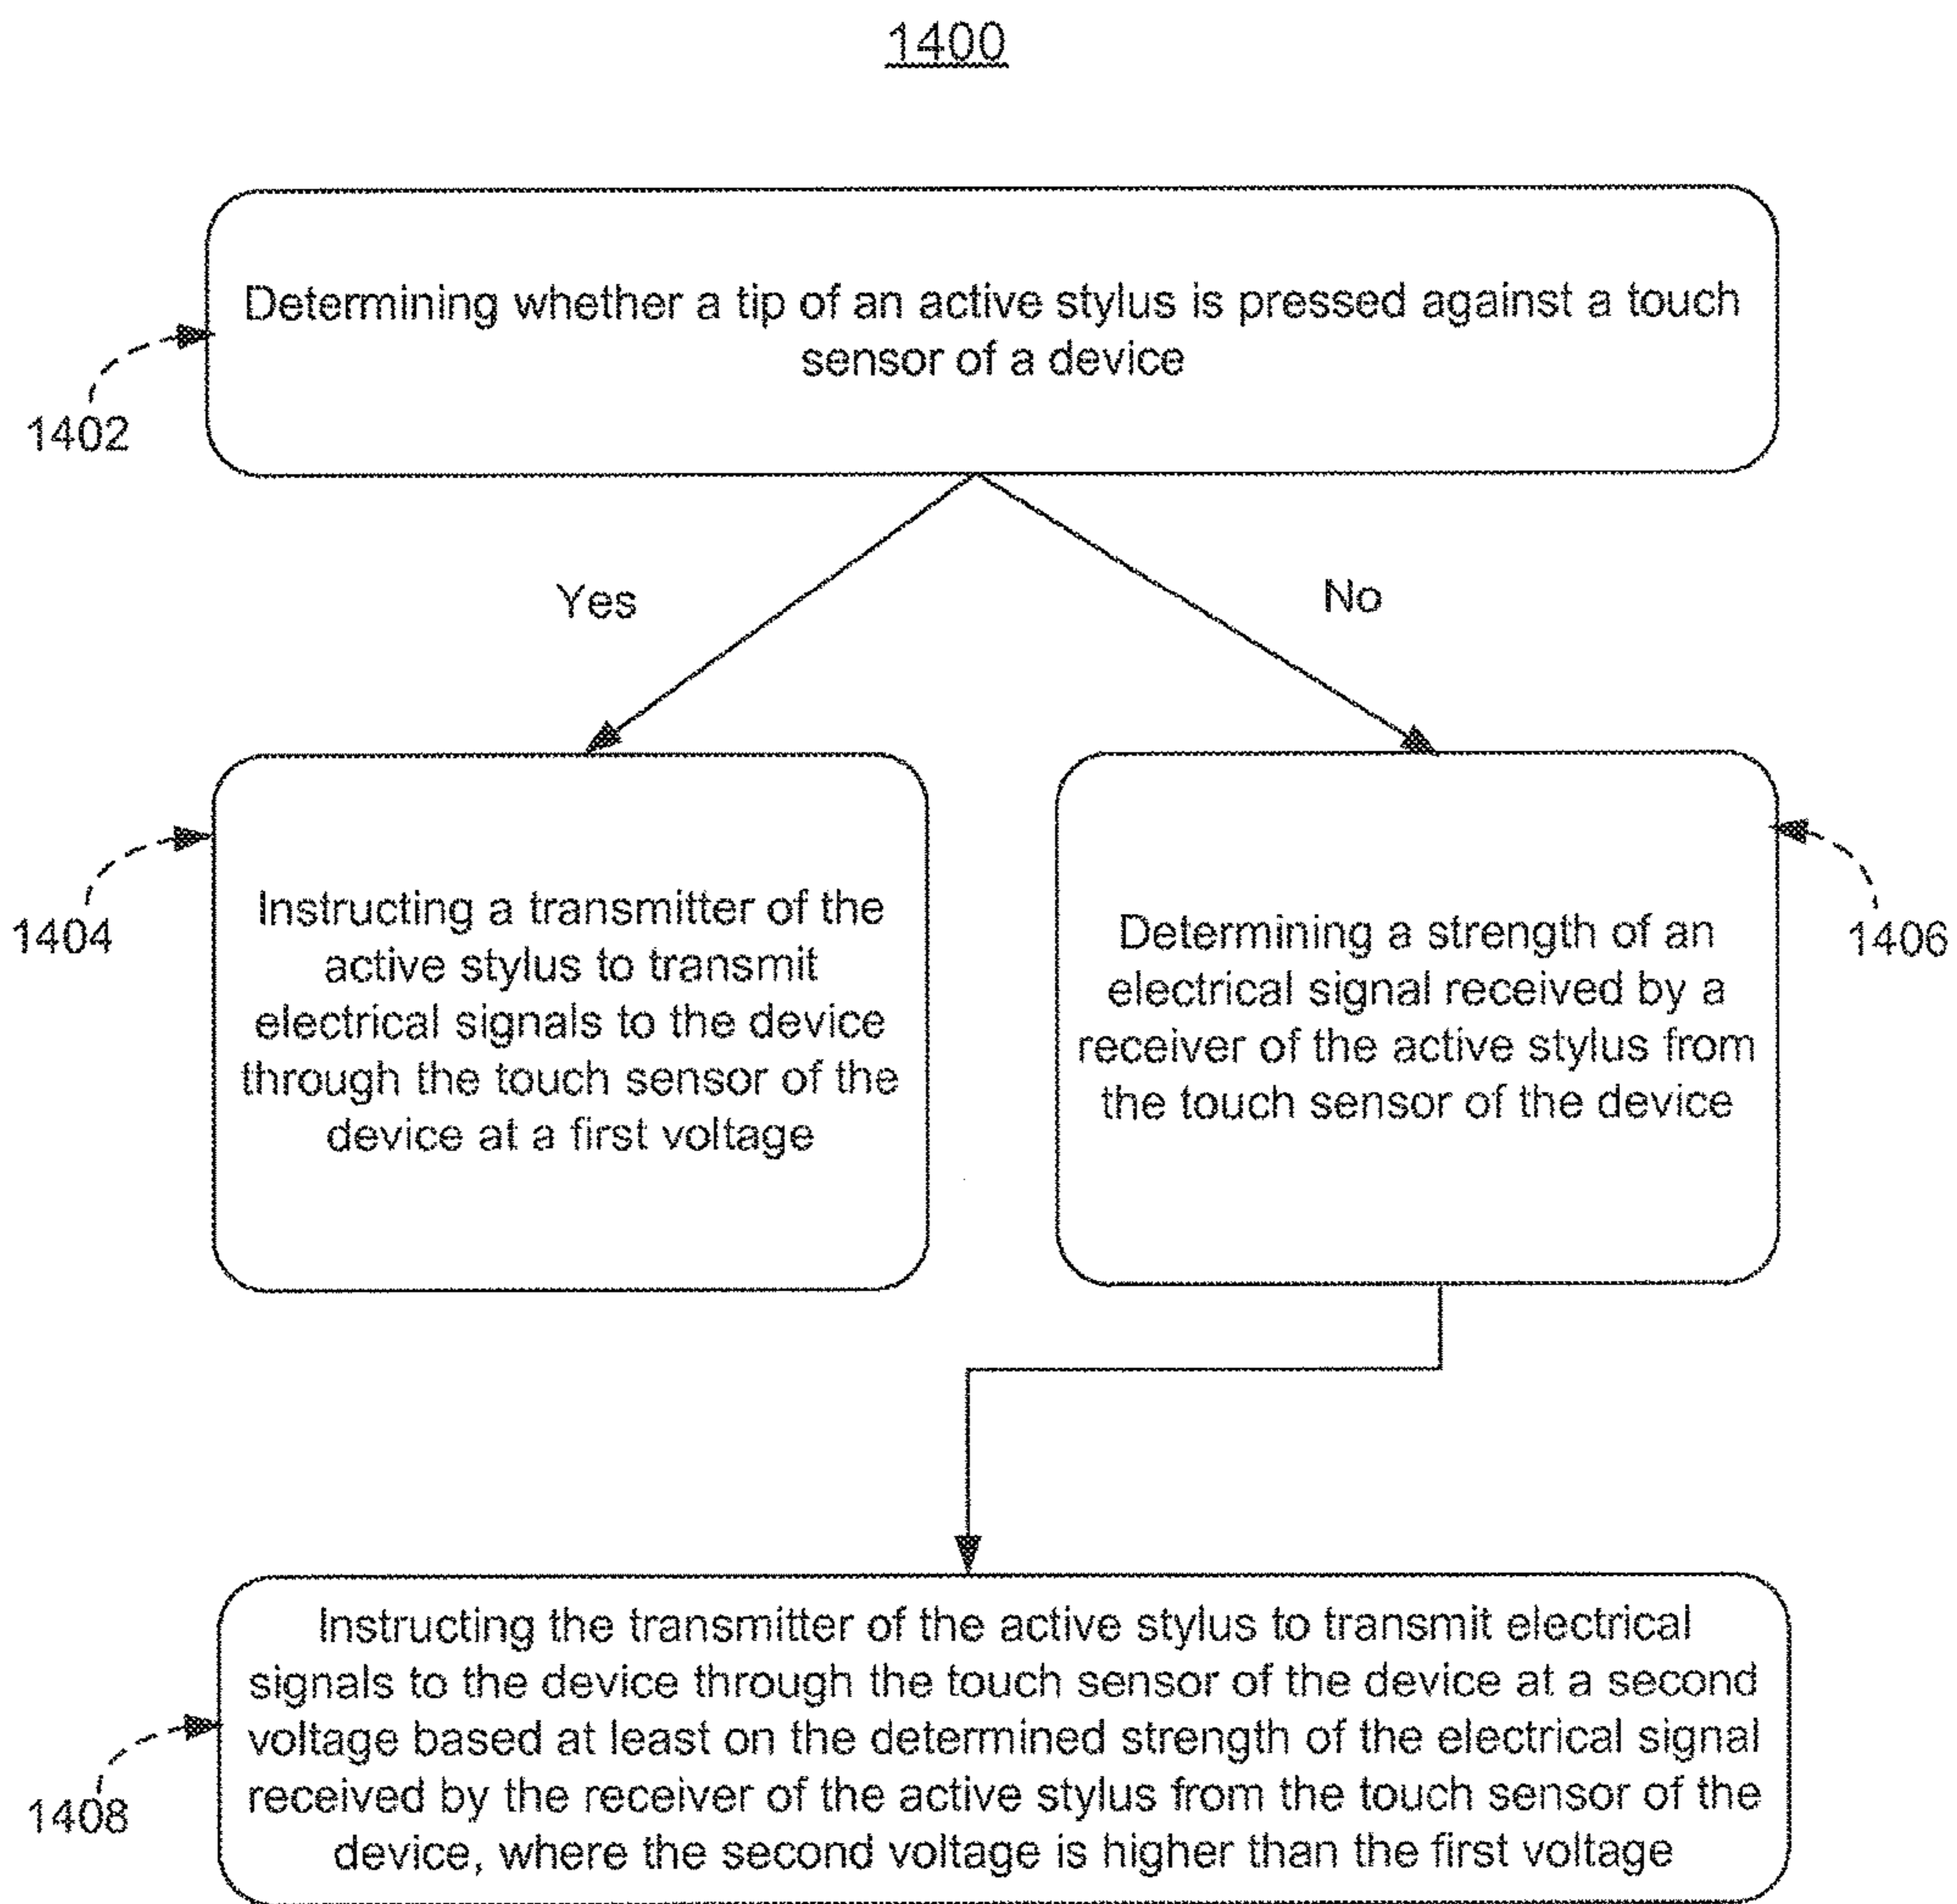 1400
Determining whether a tip of an active stylus is pressed against a touch
sensor of a device
1402
Yes
No
Instructing a transmitter of the
active stylus to transmit
electrical signals to the device
through the touch sensor of the
device at a first voltage
1404
Determining a strength of an
electrical signal received by a
receiver of the active stylus from
the touch sensor of the device
1406
Instructing the transmitter of the active stylus to transmit electrical
signals to the device through the touch sensor of the device at a second
voltage based at least on the determined strength of the electrical signal
received by the receiver of the active stylus from the touch sensor of the
device, where the second voltage is higher than the first voltage
1408